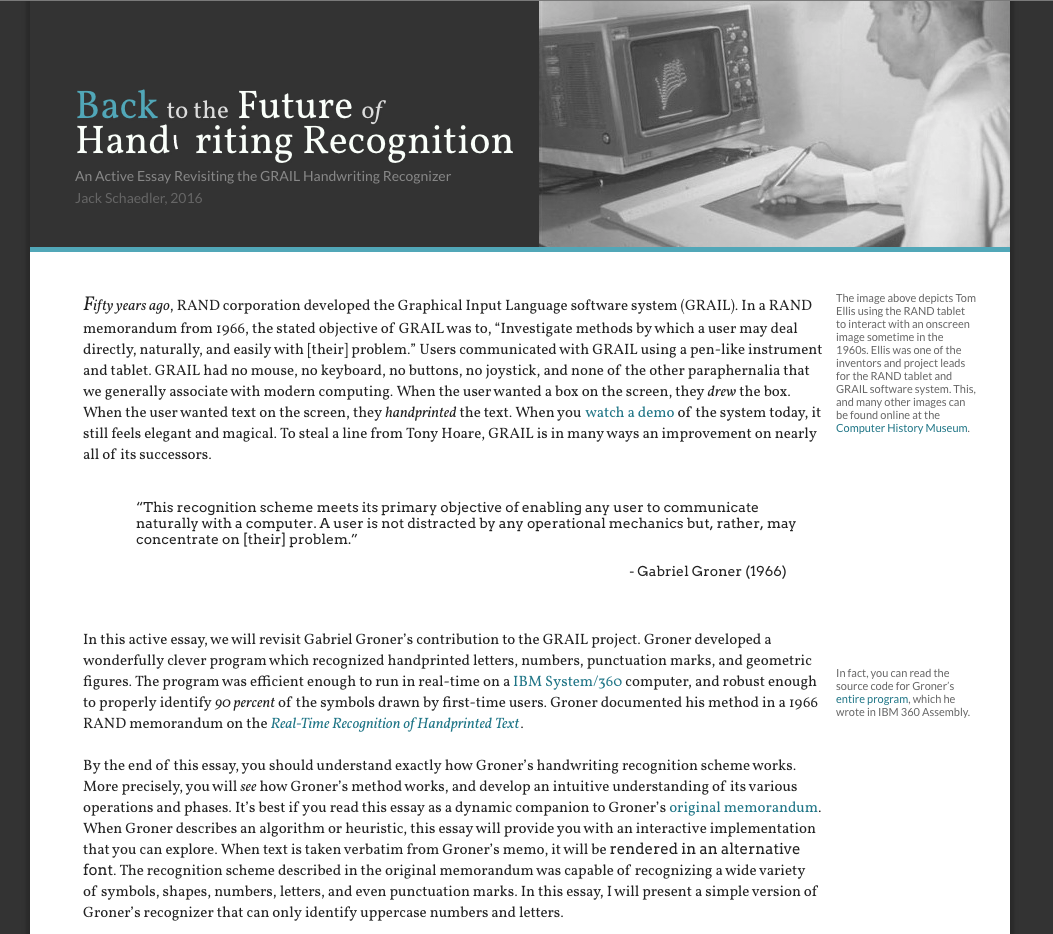 Back to the Future of
Hand riting Recognition
An Active Essay Revisiting the GRAIL Handwriting Recognizer
Jack Schaedler, 2016
Fifty years ago, RAND corporation developed the Graphical Input Language software system (GRAIL). In a RAND
memorandum from 1966, the stated objective of GRAIL was to, “Investigate methods by which a user may deal
directly, naturally, and easily with [their] problem.” Users communicated with GRAIL using a pen-like instrument
and tablet. GRAIL had no mouse, no keyboard, no buttons, no joystick, and none of the other paraphernalia that
we generally associate with modern computing. When the user wanted a box on the screen, they drew the box.
When the user wanted text on the screen, they handprinted the text. When you watch a demo of the system today, it
still feels elegant and magical. To steal a line from Tony Hoare, GRAIL is in many ways an improvement on nearly
all of its successors.
The image above depicts Tom
Ellis using the RAND tablet
to interact with an onscreen
image sometime in the
1960s. Ellis was one of the
inventors and project leads
for the RAND tablet and
GRAIL software system. This,
and many other images can
be found online at the
Computer History Museum.
“This recognition scheme meets its primary objective of enabling any user to communicate
naturally with a computer. A user is not distracted by any operational mechanics but, rather, may
concentrate on [their] problem.”
- Gabriel Groner (1966)
In this active essay, we will revisit Gabriel Groner’s contribution to the GRAIL project. Groner developed a
wonderfully clever program which recognized handprinted letters, numbers, punctuation marks, and geometric
figures. The program was efficient enough to run in real-time on a IBM System/360 computer, and robust enough
to properly identify 90 percent of the symbols drawn by first-time users. Groner documented his method in a 1966
RAND memorandum on the Real-Time Recognition of Handprinted Text.
In fact, you can read the
source code for Groner’s
entire program, which he
wrote in IBM 360 Assembly.
By the end of this essay, you should understand exactly how Groner’s handwriting recognition scheme works.
More precisely, you will see how Groner’s method works, and develop an intuitive understanding of its various
operations and phases. It’s best if you read this essay as a dynamic companion to Groner’s original memorandum.
When Groner describes an algorithm or heuristic, this essay will provide you with an interactive implementation
that you can explore. When text is taken verbatim from Groner’s memo, it will be rendered in an alternative
font. The recognition scheme described in the original memorandum was capable of recognizing a wide variety
of symbols, shapes, numbers, letters, and even punctuation marks. In this essay, I will present a simple version of
Groner’s recognizer that can only identify uppercase numbers and letters.